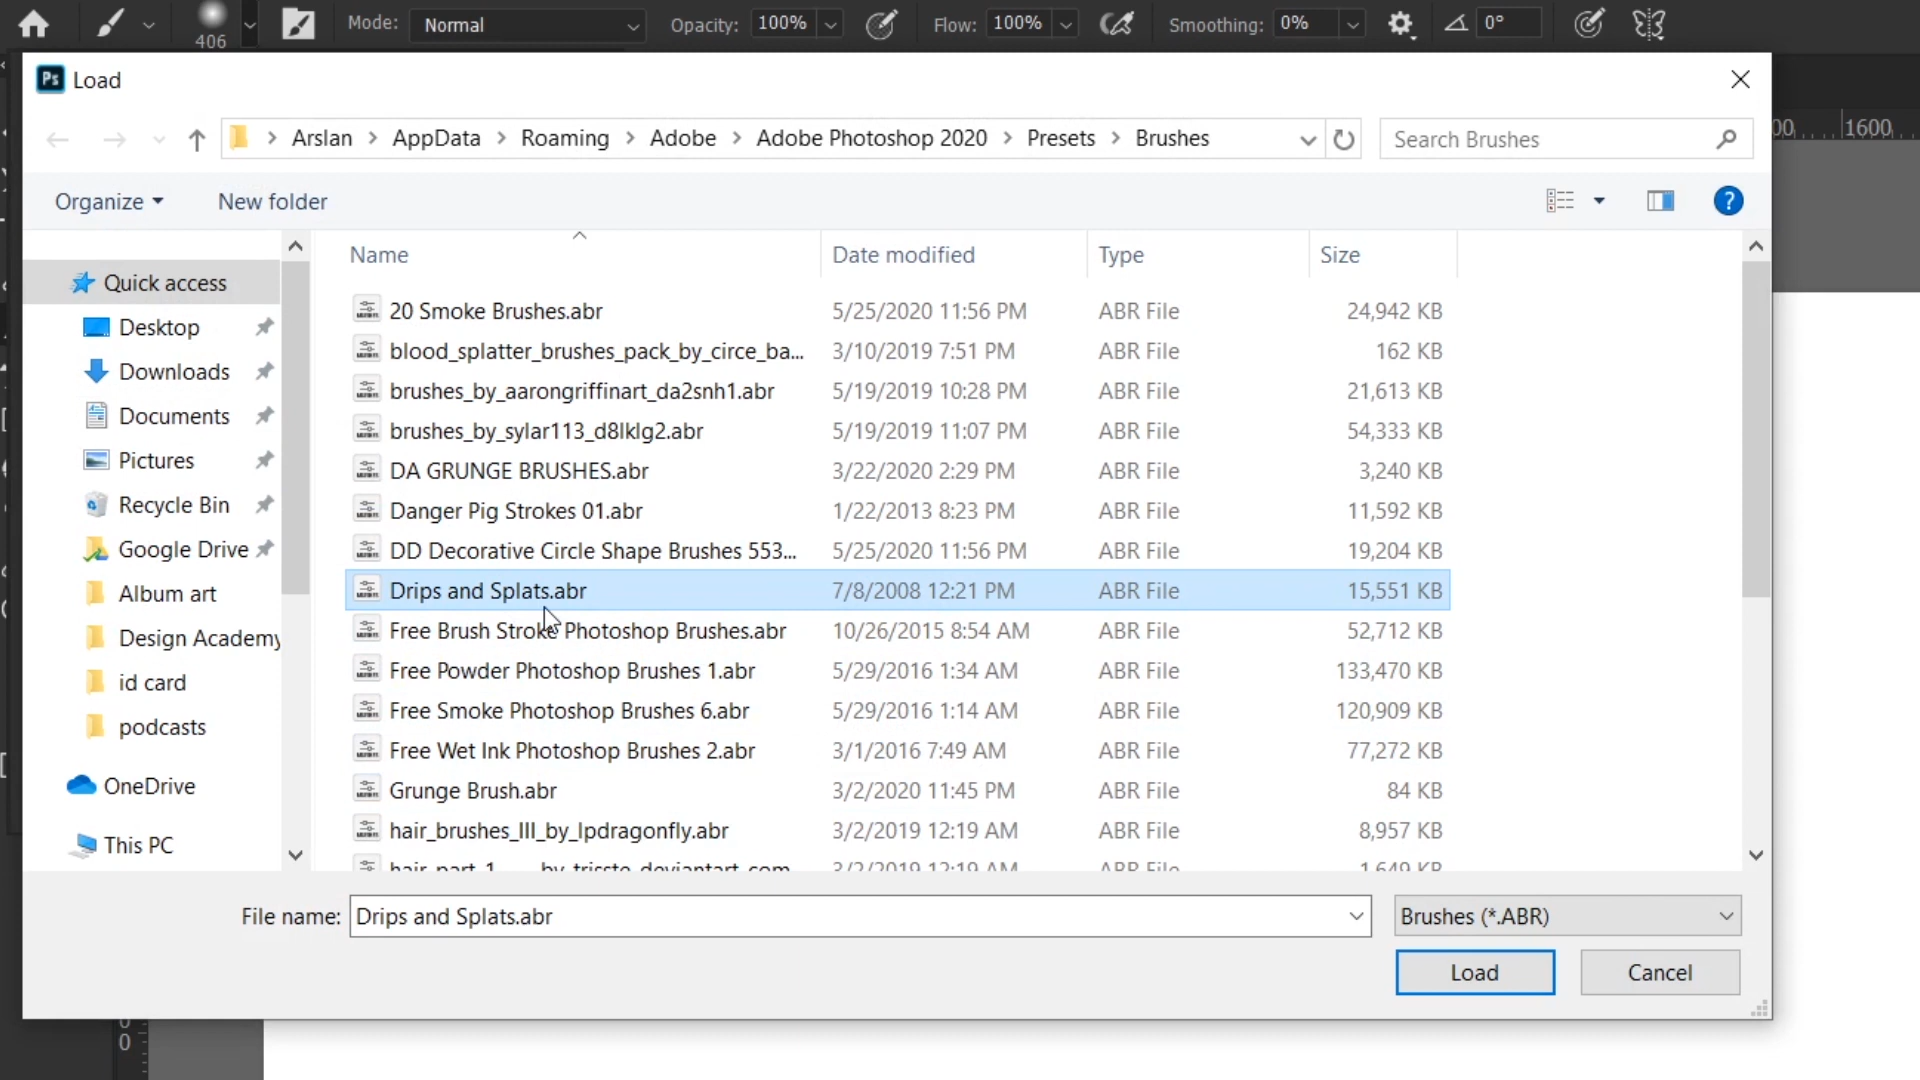 Mode: Normal Opacity: 100% Flow: 100% Smoothing: 0% 0°
406
Ps Load
Arslan > AppData > Roaming > Adobe > Adobe Photoshop 2020 > Presets > Brushes Search Brushes
1600
Organize New folder ?
Name Date modified Type Size
Quick access
Desktop
Downloads
Documents
Pictures
Recycle Bin
Google Drive
Album art
Design Academy
id card
podcasts
OneDrive
This PC
20 Smoke Brushes.abr 5/25/2020 11:56 PM ABR File 24,942 KB
blood_splatter_brushes_pack_by_circe_ba... 3/10/2019 7:51 PM ABR File 162 KB
brushes_by_aarongriffinart_da2snh1.abr 5/19/2019 10:28 PM ABR File 21,613 KB
brushes_by_sylar113_d8lklg2.abr 5/19/2019 11:07 PM ABR File 54,333 KB
DA GRUNGE BRUSHES.abr 3/22/2020 2:29 PM ABR File 3,240 KB
Danger Pig Strokes 01.abr 1/22/2013 8:23 PM ABR File 11,592 KB
DD Decorative Circle Shape Brushes 553... 5/25/2020 11:56 PM ABR File 19,204 KB
Drips and Splats.abr 7/8/2008 12:21 PM ABR File 15,551 KB
Free Brush Stroke Photoshop Brushes.abr 10/26/2015 8:54 AM ABR File 52,712 KB
Free Powder Photoshop Brushes 1.abr 5/29/2016 1:34 AM ABR File 133,470 KB
Free Smoke Photoshop Brushes 6.abr 5/29/2016 1:14 AM ABR File 120,909 KB
Free Wet Ink Photoshop Brushes 2.abr 3/1/2016 7:49 AM ABR File 77,272 KB
Grunge Brush.abr 3/2/2020 11:45 PM ABR File 84 KB
hair_brushes_III_by_lpdragonfly.abr 3/2/2019 12:19 AM ABR File 8,957 KB
File name: Drips and Splats.abr Brushes (*.ABR)
Load Cancel
0